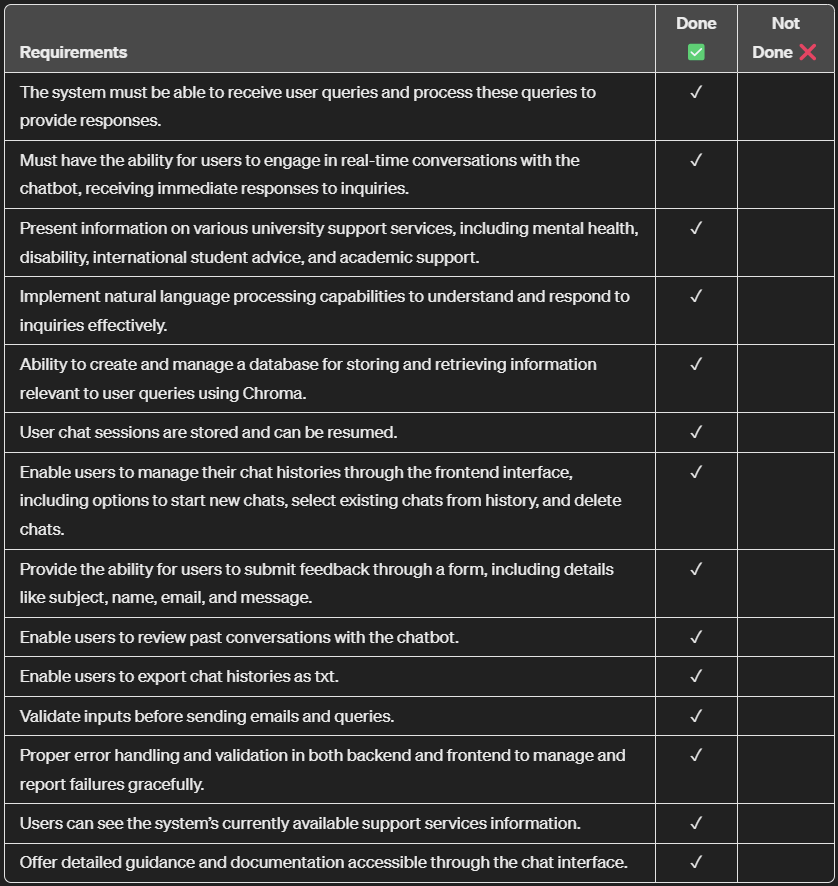 Requirements
Done
✅
Not
Done ❌
The system must be able to receive user queries and process these queries to
provide responses.
✓
Must have the ability for users to engage in real-time conversations with the
chatbot, receiving immediate responses to inquiries.
✓
Present information on various university support services, including mental health,
disability, international student advice, and academic support.
✓
Implement natural language processing capabilities to understand and respond to
inquiries effectively.
✓
Ability to create and manage a database for storing and retrieving information
relevant to user queries using Chroma.
✓
User chat sessions are stored and can be resumed.
✓
Enable users to manage their chat histories through the frontend interface,
including options to start new chats, select existing chats from history, and delete
chats.
✓
Provide the ability for users to submit feedback through a form, including details
like subject, name, email, and message.
✓
Enable users to review past conversations with the chatbot.
✓
Enable users to export chat histories as txt.
✓
Validate inputs before sending emails and queries.
✓
Proper error handling and validation in both backend and frontend to manage and
report failures gracefully.
✓
Users can see the system’s currently available support services information.
✓
Offer detailed guidance and documentation accessible through the chat interface.
✓